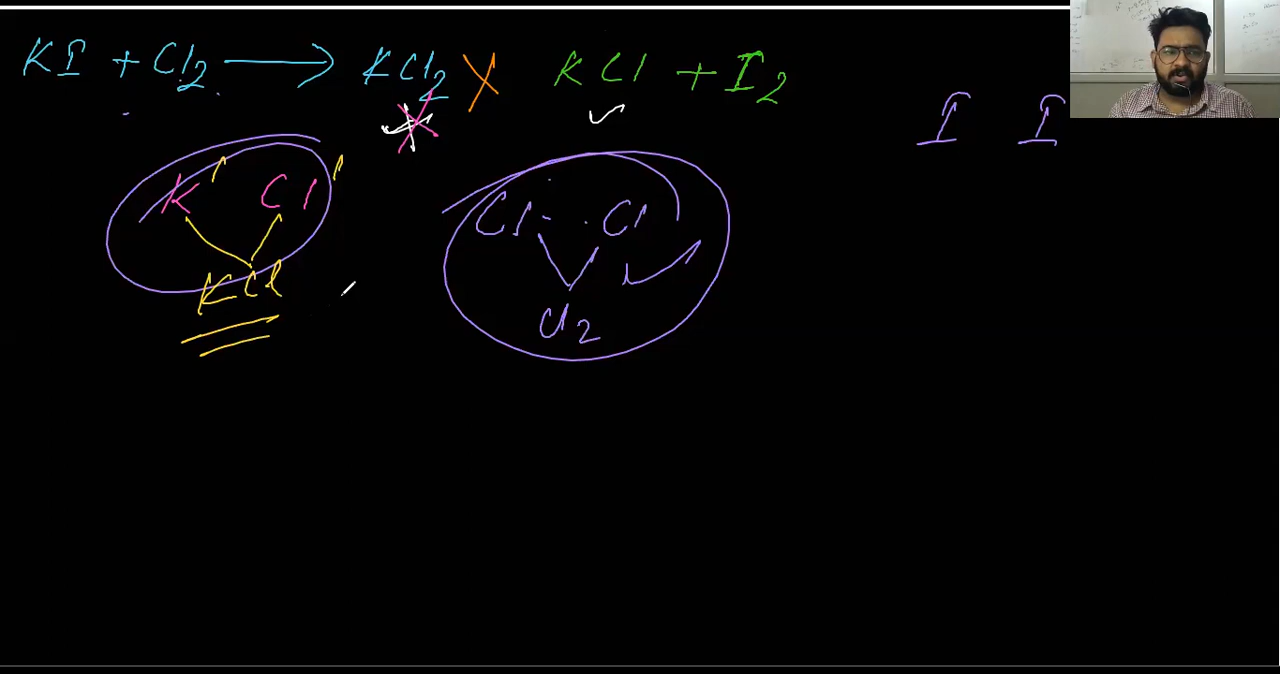 KI + Cl2 → KCl2 X KCl + I2
I I
K' Cl'
KCl
Cl Cl
Cl2